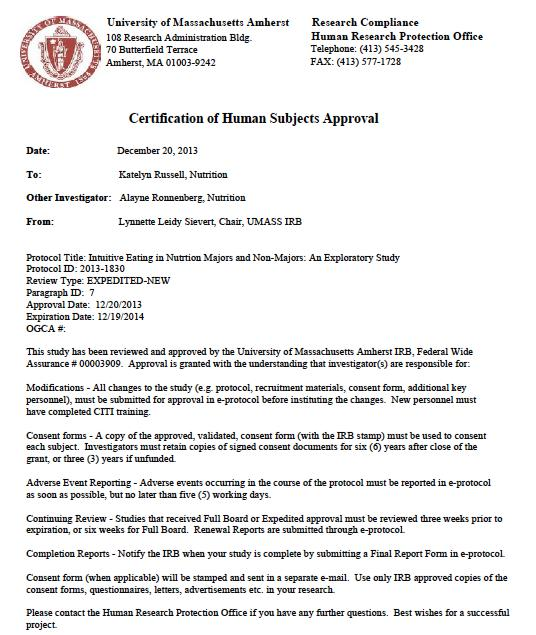 University of Massachusetts Amherst
108 Research Administration Bldg.
70 Butterfield Terrace
Amherst, MA 01003-9242
Research Compliance
Human Research Protection Office
Telephone: (413) 545-3428
FAX: (413) 577-1728
UNIVERSITY OF MASSACHUSETTS
AMHERST
Certification of Human Subjects Approval
Date: December 20, 2013
To: Katelyn Russell, Nutrition
Other Investigator: Alayne Ronnenberg, Nutrition
From: Lynnette Leidy Sievert, Chair, UMASS IRB
Protocol Title: Intuitive Eating in Nutrtion Majors and Non-Majors: An Exploratory Study
Protocol ID: 2013-1830
Review Type: EXPEDITED-NEW
Paragraph ID: 7
Approval Date: 12/20/2013
Expiration Date: 12/19/2014
OGCA #:
This study has been reviewed and approved by the University of Massachusetts Amherst IRB, Federal Wide
Assurance # 00003909. Approval is granted with the understanding that investigator(s) are responsible for:
Modifications - All changes to the study (e.g. protocol, recruitment materials, consent form, additional key
personnel), must be submitted for approval in e-protocol before instituting the changes. New personnel must
have completed CITI training.
Consent forms - A copy of the approved, validated, consent form (with the IRB stamp) must be used to consent
each subject. Investigators must retain copies of signed consent documents for six (6) years after close of the
grant, or three (3) years if unfunded.
Adverse Event Reporting - Adverse events occurring in the course of the protocol must be reported in e-protocol
as soon as possible, but no later than five (5) working days.
Continuing Review - Studies that received Full Board or Expedited approval must be reviewed three weeks prior to
expiration, or six weeks for Full Board. Renewal Reports are submitted through e-protocol.
Completion Reports - Notify the IRB when your study is complete by submitting a Final Report Form in e-protocol.
Consent form (when applicable) will be stamped and sent in a separate e-mail. Use only IRB approved copies of the
consent forms, questionnaires, letters, advertisements etc. in your research.
Please contact the Human Research Protection Office if you have any further questions. Best wishes for a successful
project.